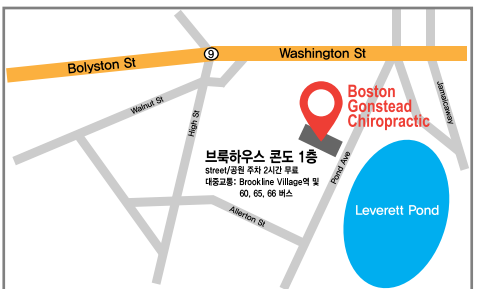 9
Washington St
Bolyston St
Boston
Gonstead
Chiropractic
Jamaicaway
Walnut St
High St
브룩하우스 콘도 1층
street/공원 주차 2시간 무료
대중교통: Brookline Village역 및
60, 65, 66 버스
Pond Ave
Allerton St
Leverett Pond